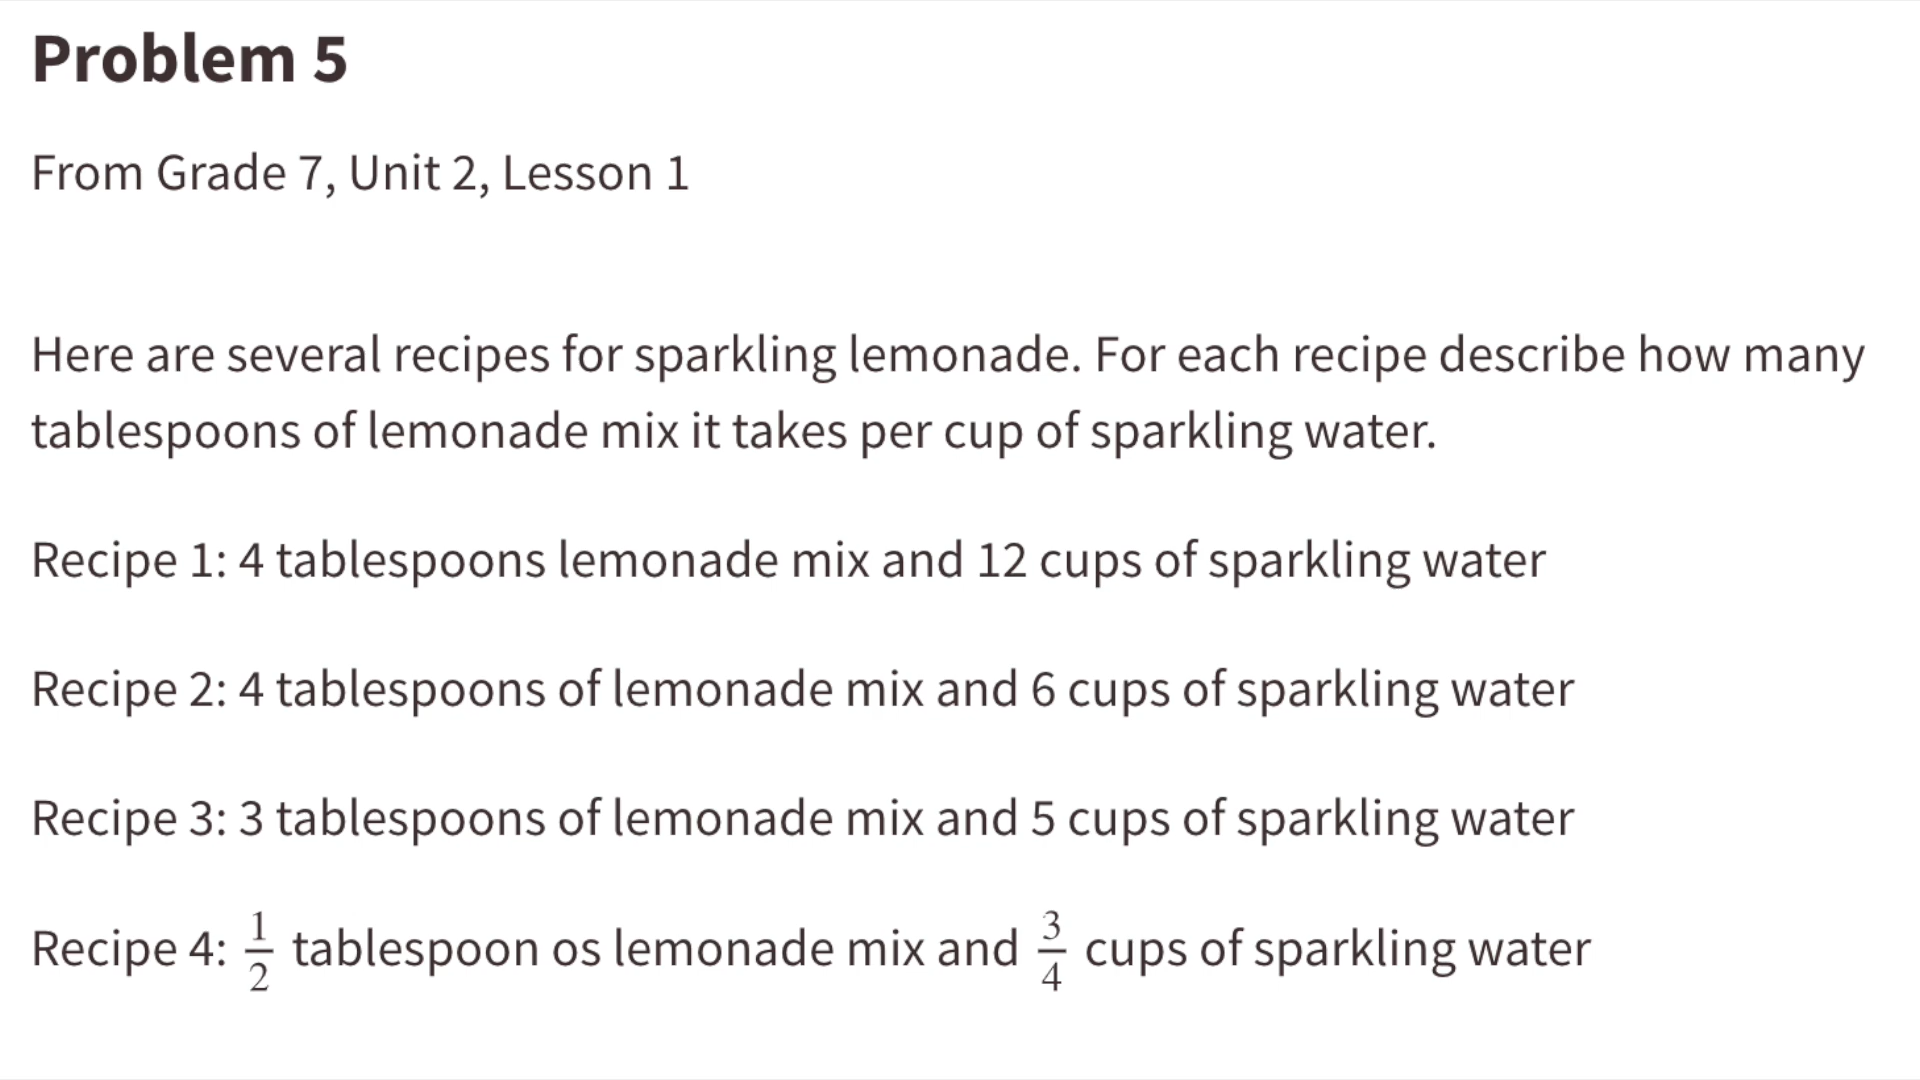 Problem 5
From Grade 7, Unit 2, Lesson 1
Here are several recipes for sparkling lemonade. For each recipe describe how many
tablespoons of lemonade mix it takes per cup of sparkling water.
Recipe 1: 4 tablespoons lemonade mix and 12 cups of sparkling water
Recipe 2: 4 tablespoons of lemonade mix and 6 cups of sparkling water
Recipe 3: 3 tablespoons of lemonade mix and 5 cups of sparkling water
Recipe 4: 1/2 tablespoon os lemonade mix and 3/4 cups of sparkling water